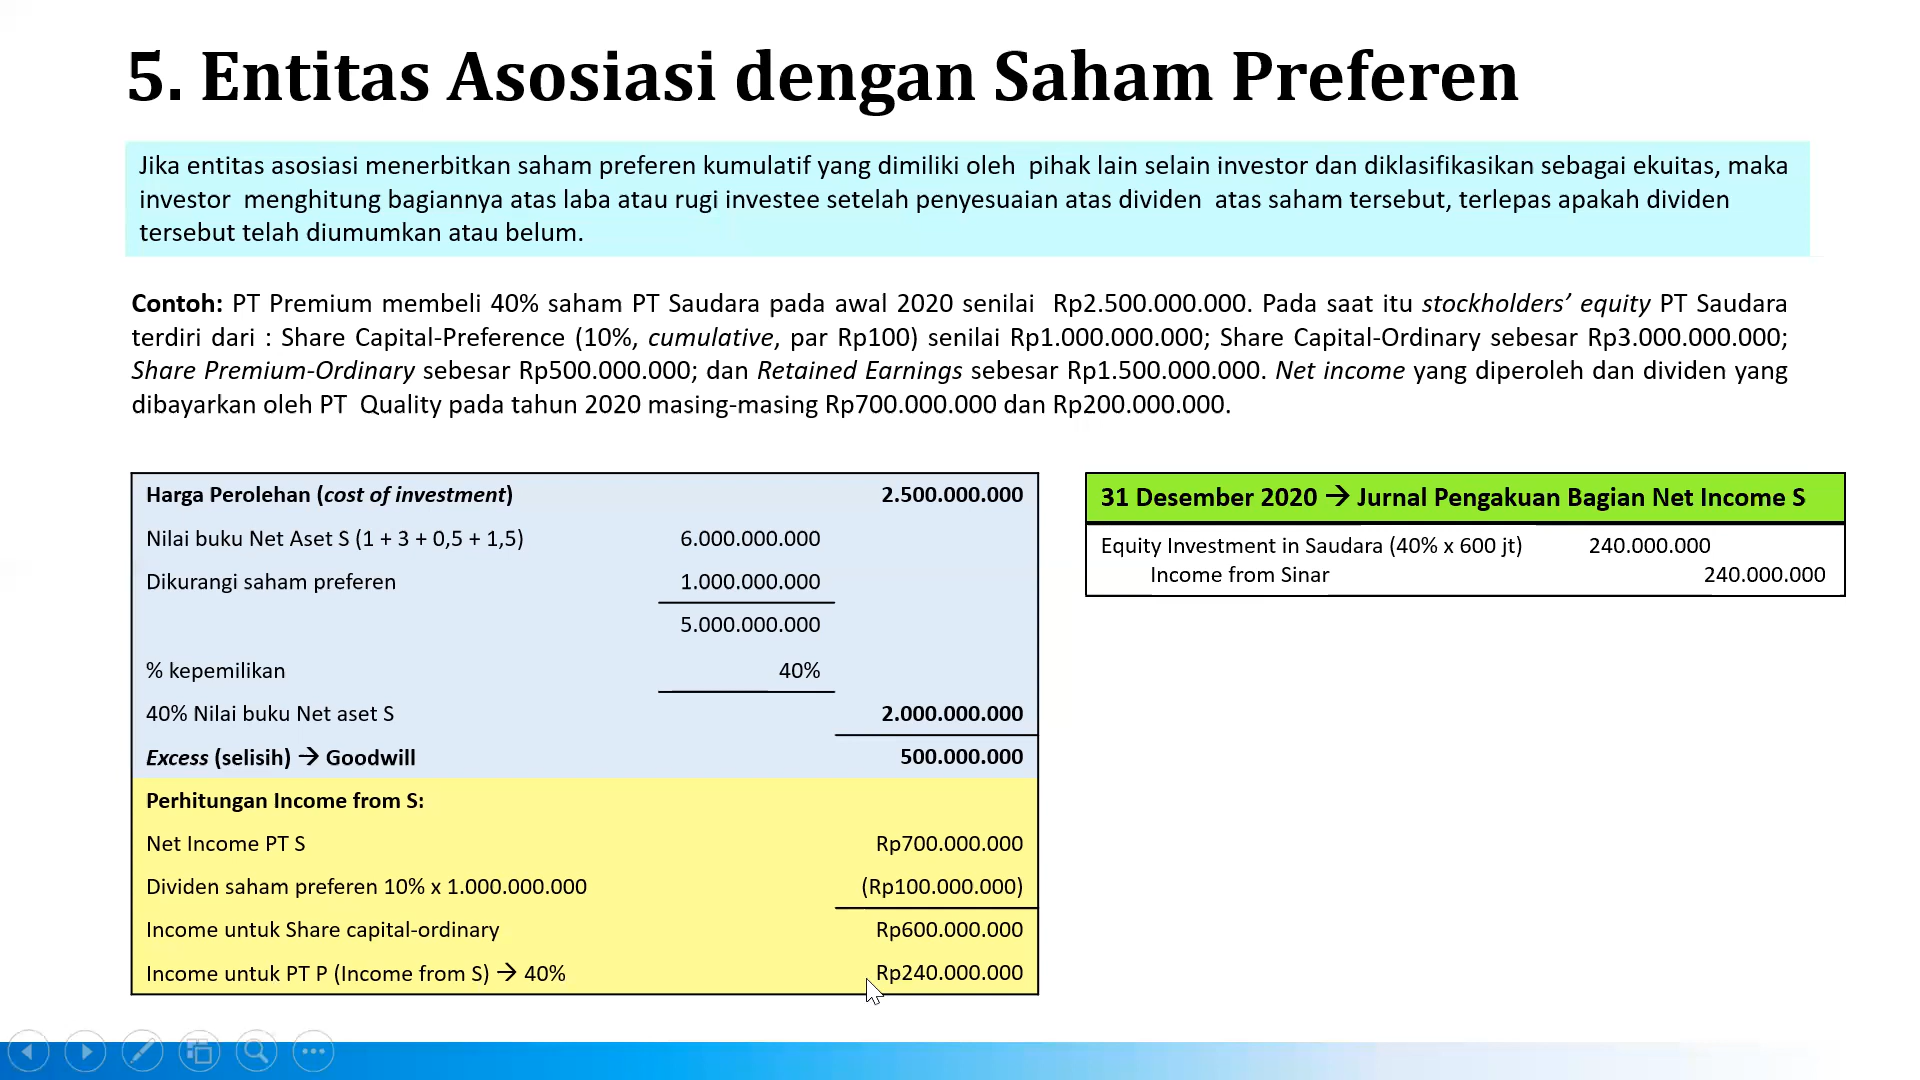 5. Entitas Asosiasi dengan Saham Preferen
Jika entitas asosiasi menerbitkan saham preferen kumulatif yang dimiliki oleh pihak lain selain investor dan diklasifikasikan sebagai ekuitas, maka
investor menghitung bagiannya atas laba atau rugi investee setelah penyesuaian atas dividen atas saham tersebut, terlepas apakah dividen
tersebut telah diumumkan atau belum.
Contoh: PT Premium membeli 40% saham PT Saudara pada awal 2020 senilai Rp2.500.000.000. Pada saat itu stockholders’ equity PT Saudara
terdiri dari : Share Capital-Preference (10%, cumulative, par Rp100) senilai Rp1.000.000.000; Share Capital-Ordinary sebesar Rp3.000.000.000;
Share Premium-Ordinary sebesar Rp500.000.000; dan Retained Earnings sebesar Rp1.500.000.000. Net income yang diperoleh dan dividen yang
dibayarkan oleh PT Quality pada tahun 2020 masing-masing Rp700.000.000 dan Rp200.000.000.
Harga Perolehan (cost of investment) 2.500.000.000
Nilai buku Net Aset S (1 + 3 + 0,5 + 1,5) 6.000.000.000
Dikurangi saham preferen 1.000.000.000
5.000.000.000
% kepemilikan 40%
40% Nilai buku Net aset S 2.000.000.000
Excess (selisih) → Goodwill 500.000.000
Perhitungan Income from S:
Net Income PT S Rp700.000.000
Dividen saham preferen 10% x 1.000.000.000 (Rp100.000.000)
Income untuk Share capital-ordinary Rp600.000.000
Income untuk PT P (Income from S) → 40% Rp240.000.000
31 Desember 2020 → Jurnal Pengakuan Bagian Net Income S
Equity Investment in Saudara (40% x 600 jt) 240.000.000
Income from Sinar 240.000.000